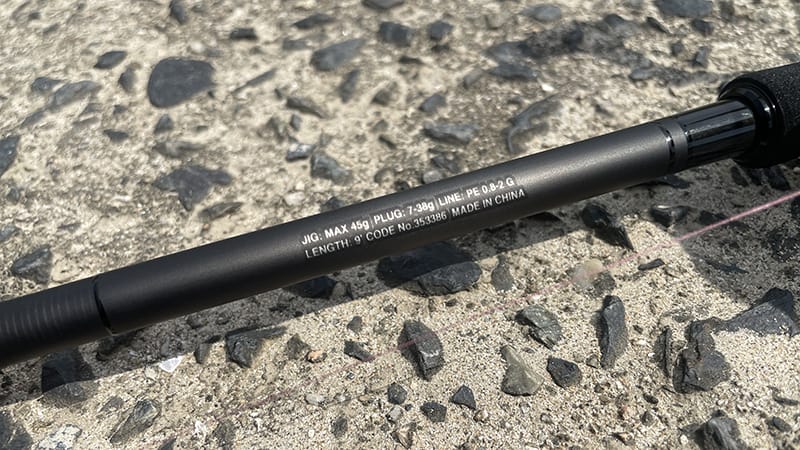 JIG: MAX 45g | PLUG: 7-38g | LINE: PE 0.8-2 G
LENGTH: 9' CODE No.353386 MADE IN CHINA